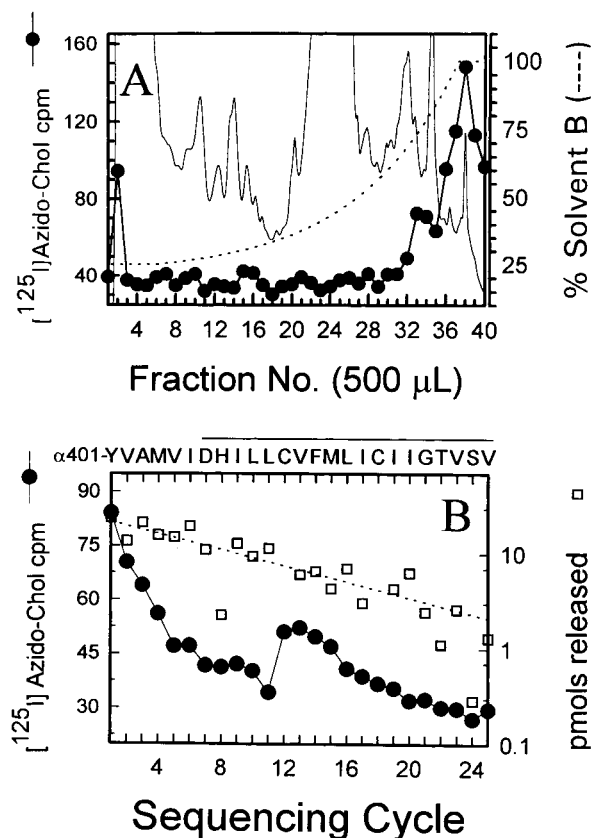 160
120
80
40
[125I]Azido-Chol cpm
A
100
75
50
25
% Solvent B (----)
4 8 12 16 20 24 28 32 36 40
Fraction No. (500 µL)
α401-YVAMVIDHILLCVFMLICIIGTVSV
90
75
60
45
30
[125I] Azido-Chol cpm
B
10
1
0.1
pmols released
4 8 12 16 20 24
Sequencing Cycle